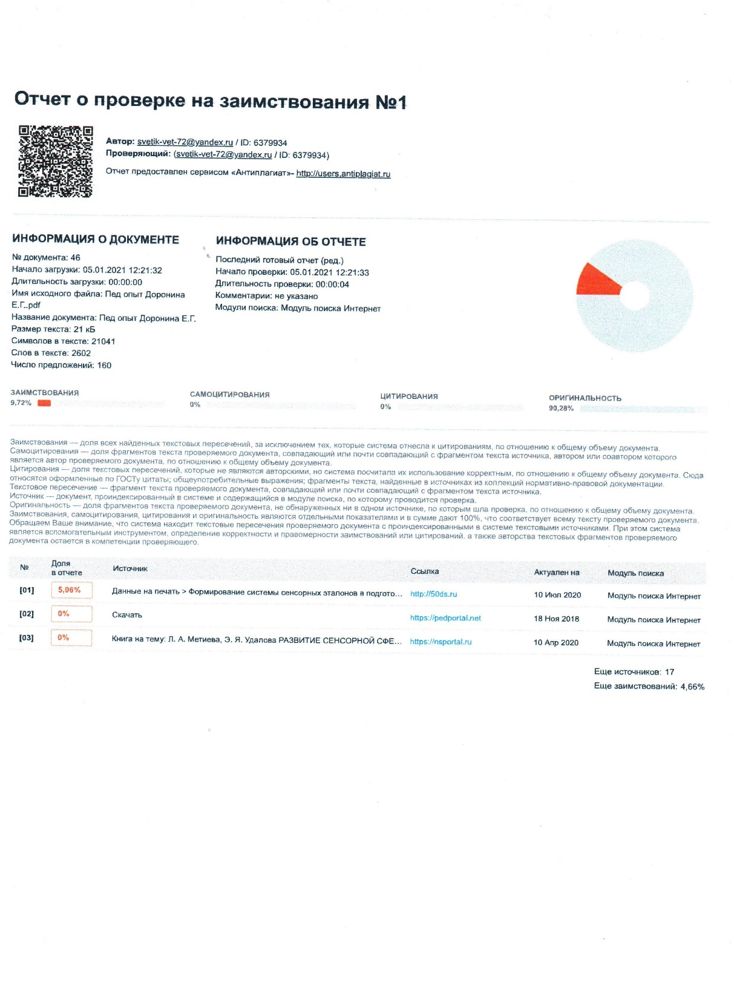 Отчет о проверке на заимствования №1
Автор: svetik-vet-72@yandex.ru / ID: 6379934
Проверяющий: (svetik-vet-72@yandex.ru / ID: 6379934)
Отчет предоставлен сервисом «Антиплагиат»- http://users.antiplagiat.ru
ИНФОРМАЦИЯ О ДОКУМЕНТЕ
№ документа: 46
Начало загрузки: 05.01.2021 12:21:32
Длительность загрузки: 00:00:00
Имя исходного файла: Пед опыт Доронина
Е.Г..pdf
Название документа: Пед опыт Доронина Е.Г.
Размер текста: 21 кБ
Символов в тексте: 21041
Слов в тексте: 2602
Число предложений: 160
ИНФОРМАЦИЯ ОБ ОТЧЕТЕ
Последний готовый отчет (ред.)
Начало проверки: 05.01.2021 12:21:33
Длительность проверки: 00:00:04
Комментарии: не указано
Модули поиска: Модуль поиска Интернет
ЗАИМСТВОВАНИЯ
9,72%
САМОЦИТИРОВАНИЯ
0%
ЦИТИРОВАНИЯ
0%
ОРИГИНАЛЬНОСТЬ
90,28%
Заимствования — доля всех найденных текстовых пересечений, за исключением тех, которые система отнесла к цитированиям, по отношению к общему объему документа.
Самоцитирования — доля фрагментов текста проверяемого документа, совпадающий или почти совпадающий с фрагментом текста источника, автором или соавтором которого
является автор проверяемого документа, по отношению к общему объему документа.
Цитирования — доля текстовых пересечений, которые не являются авторскими, но система посчитала их использование корректным, по отношению к общему объему документа. Сюда
относятся оформленные по ГОСТу цитаты; общеупотребительные выражения; фрагменты текста, найденные в источниках из коллекций нормативно-правовой документации.
Текстовое пересечение — фрагмент текста проверяемого документа, совпадающий или почти совпадающий с фрагментом текста источника.
Источник — документ, проиндексированный в системе и содержащийся в модуле поиска, по которому проводится проверка.
Оригинальность — доля фрагментов текста проверяемого документа, не обнаруженных ни в одном источнике, по которым шла проверка, по отношению к общему объему документа.
Заимствования, самоцитирования, цитирования и оригинальность являются отдельными показателями и в сумме дают 100%, что соответствует всему тексту проверяемого документа.
Обращаем Ваше внимание, что система находит текстовые пересечения проверяемого документа с проиндексированными в системе текстовыми источниками. При этом система
является вспомогательным инструментом, определение корректности и правомерности заимствований или цитирований, а также авторства текстовых фрагментов проверяемого
документа остается в компетенции проверяющего.
№ Доля в отчете Источник Ссылка Актуален на Модуль поиска
[01] 5,06% Данные на печать > Формирование системы сенсорных эталонов в подгото... http://50ds.ru 10 Июл 2020 Модуль поиска Интернет
[02] 0% Скачать https://pedportal.net 18 Ноя 2018 Модуль поиска Интернет
[03] 0% Книга на тему: Л. А. Метиева, Э. Я. Удалова РАЗВИТИЕ СЕНСОРНОЙ СФЕ... https://nsportal.ru 10 Апр 2020 Модуль поиска Интернет
Еще источников: 17
Еще заимствований: 4,66%